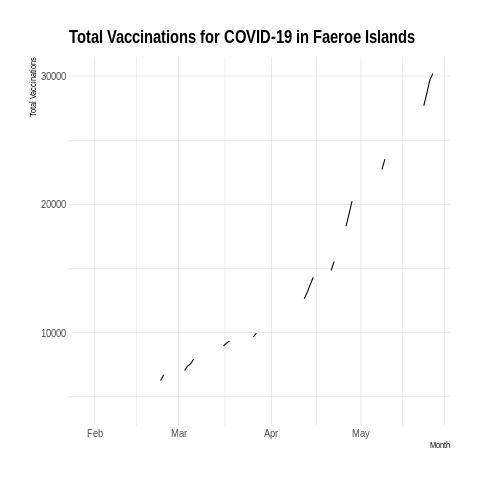 Total Vaccinations for COVID-19 in Faeroe Islands
Total Vaccinations
30000
20000
10000
Feb Mar Apr May
Month